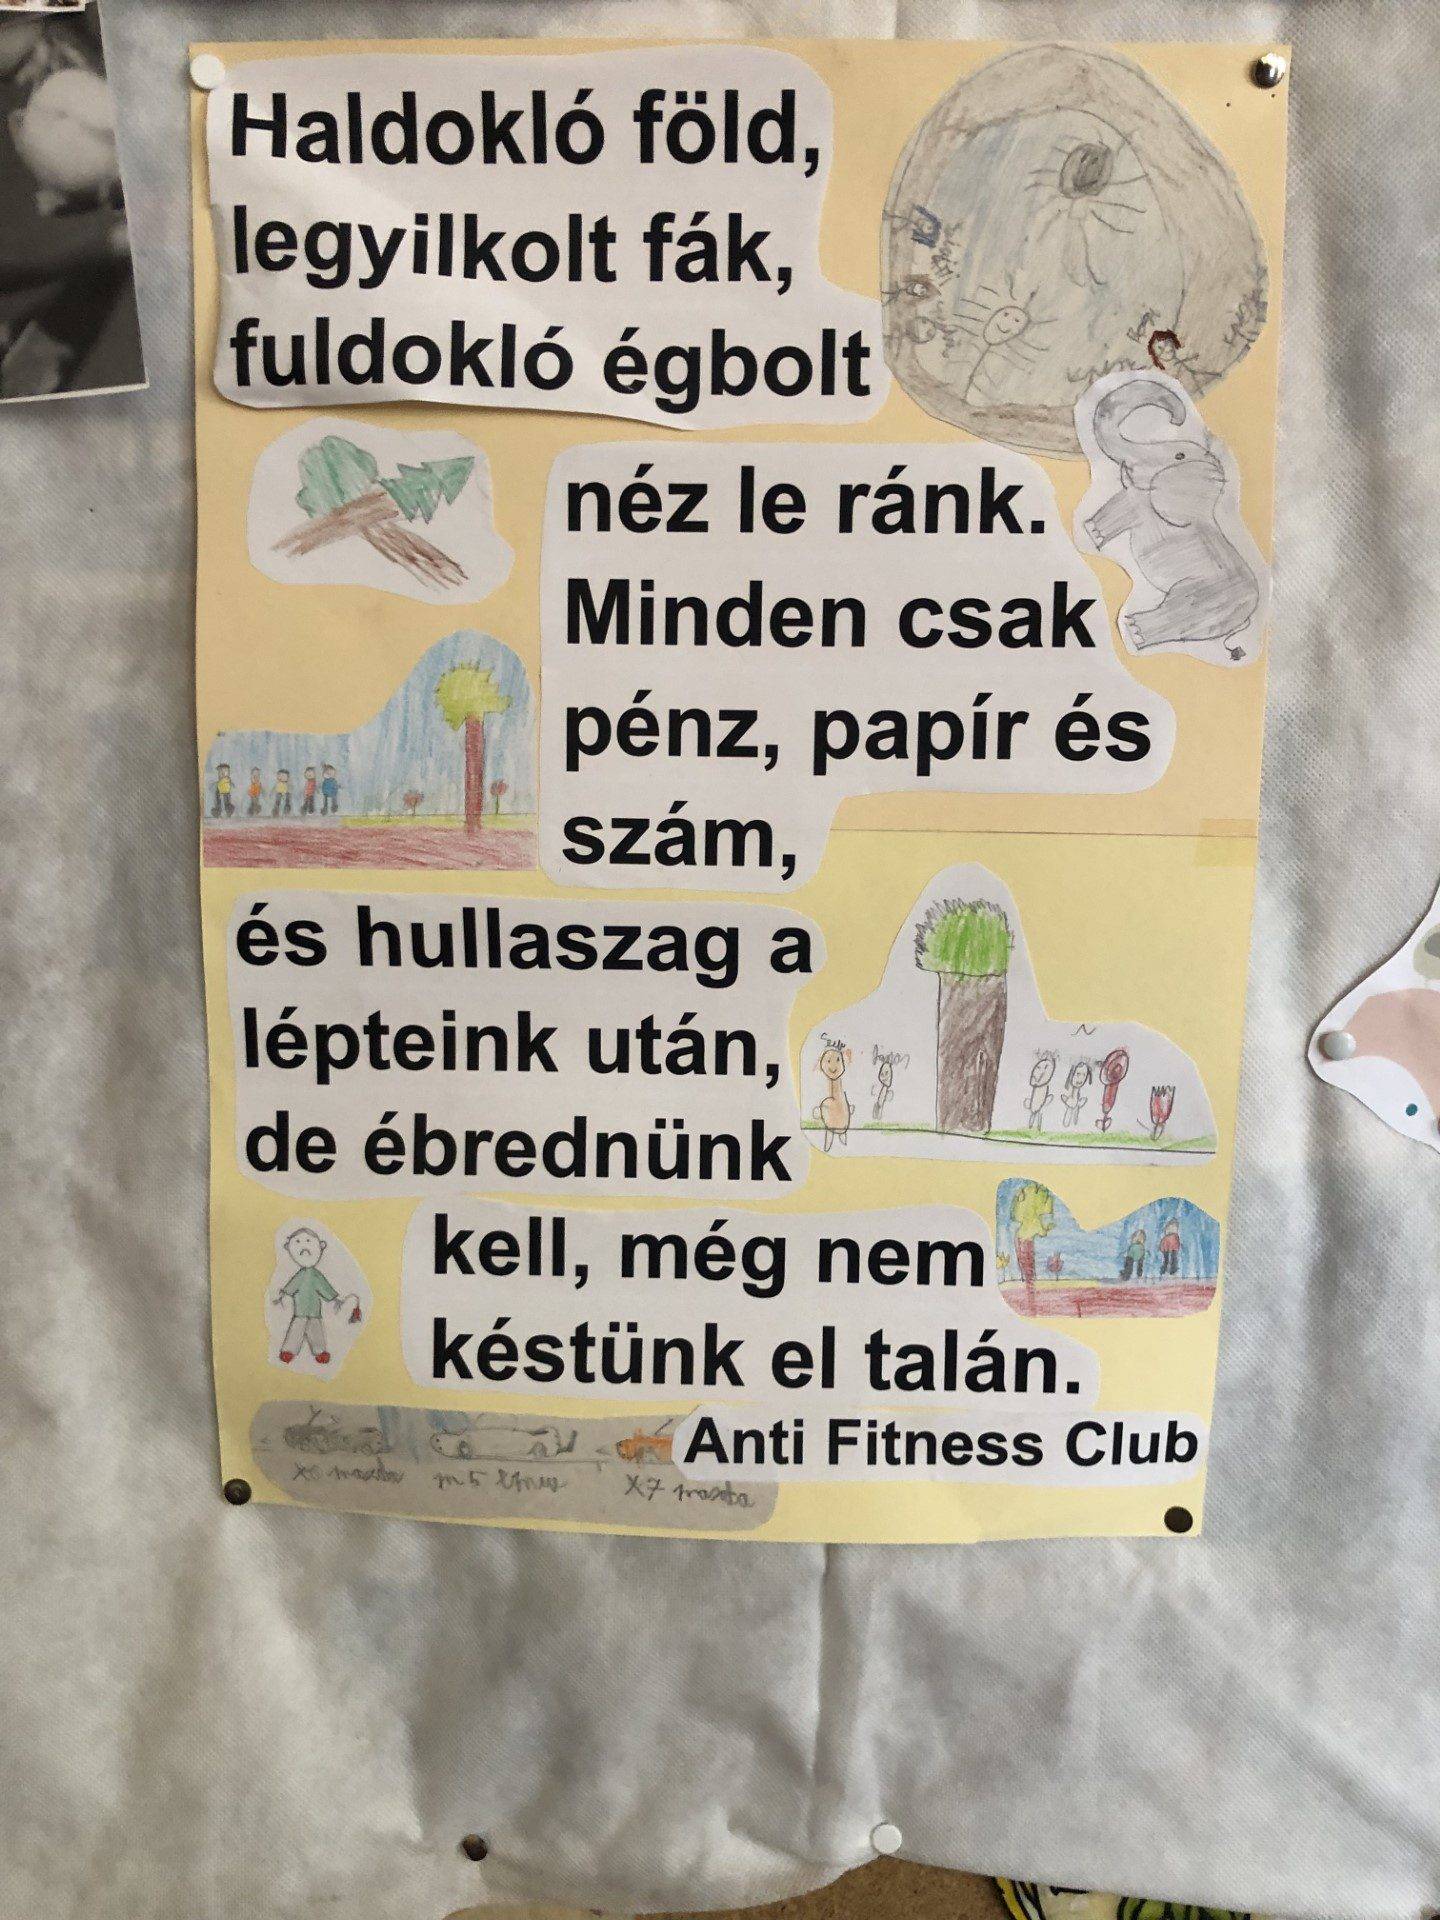 Haldokló föld,
legyilkolt fák,
fuldokló égbolt
néz le ránk.
Minden csak
pénz, papír és
szám,
és hullaszag a
lépteink után,
de ébrednünk
kell, még nem
késtünk el talán.
Anti Fitness Club